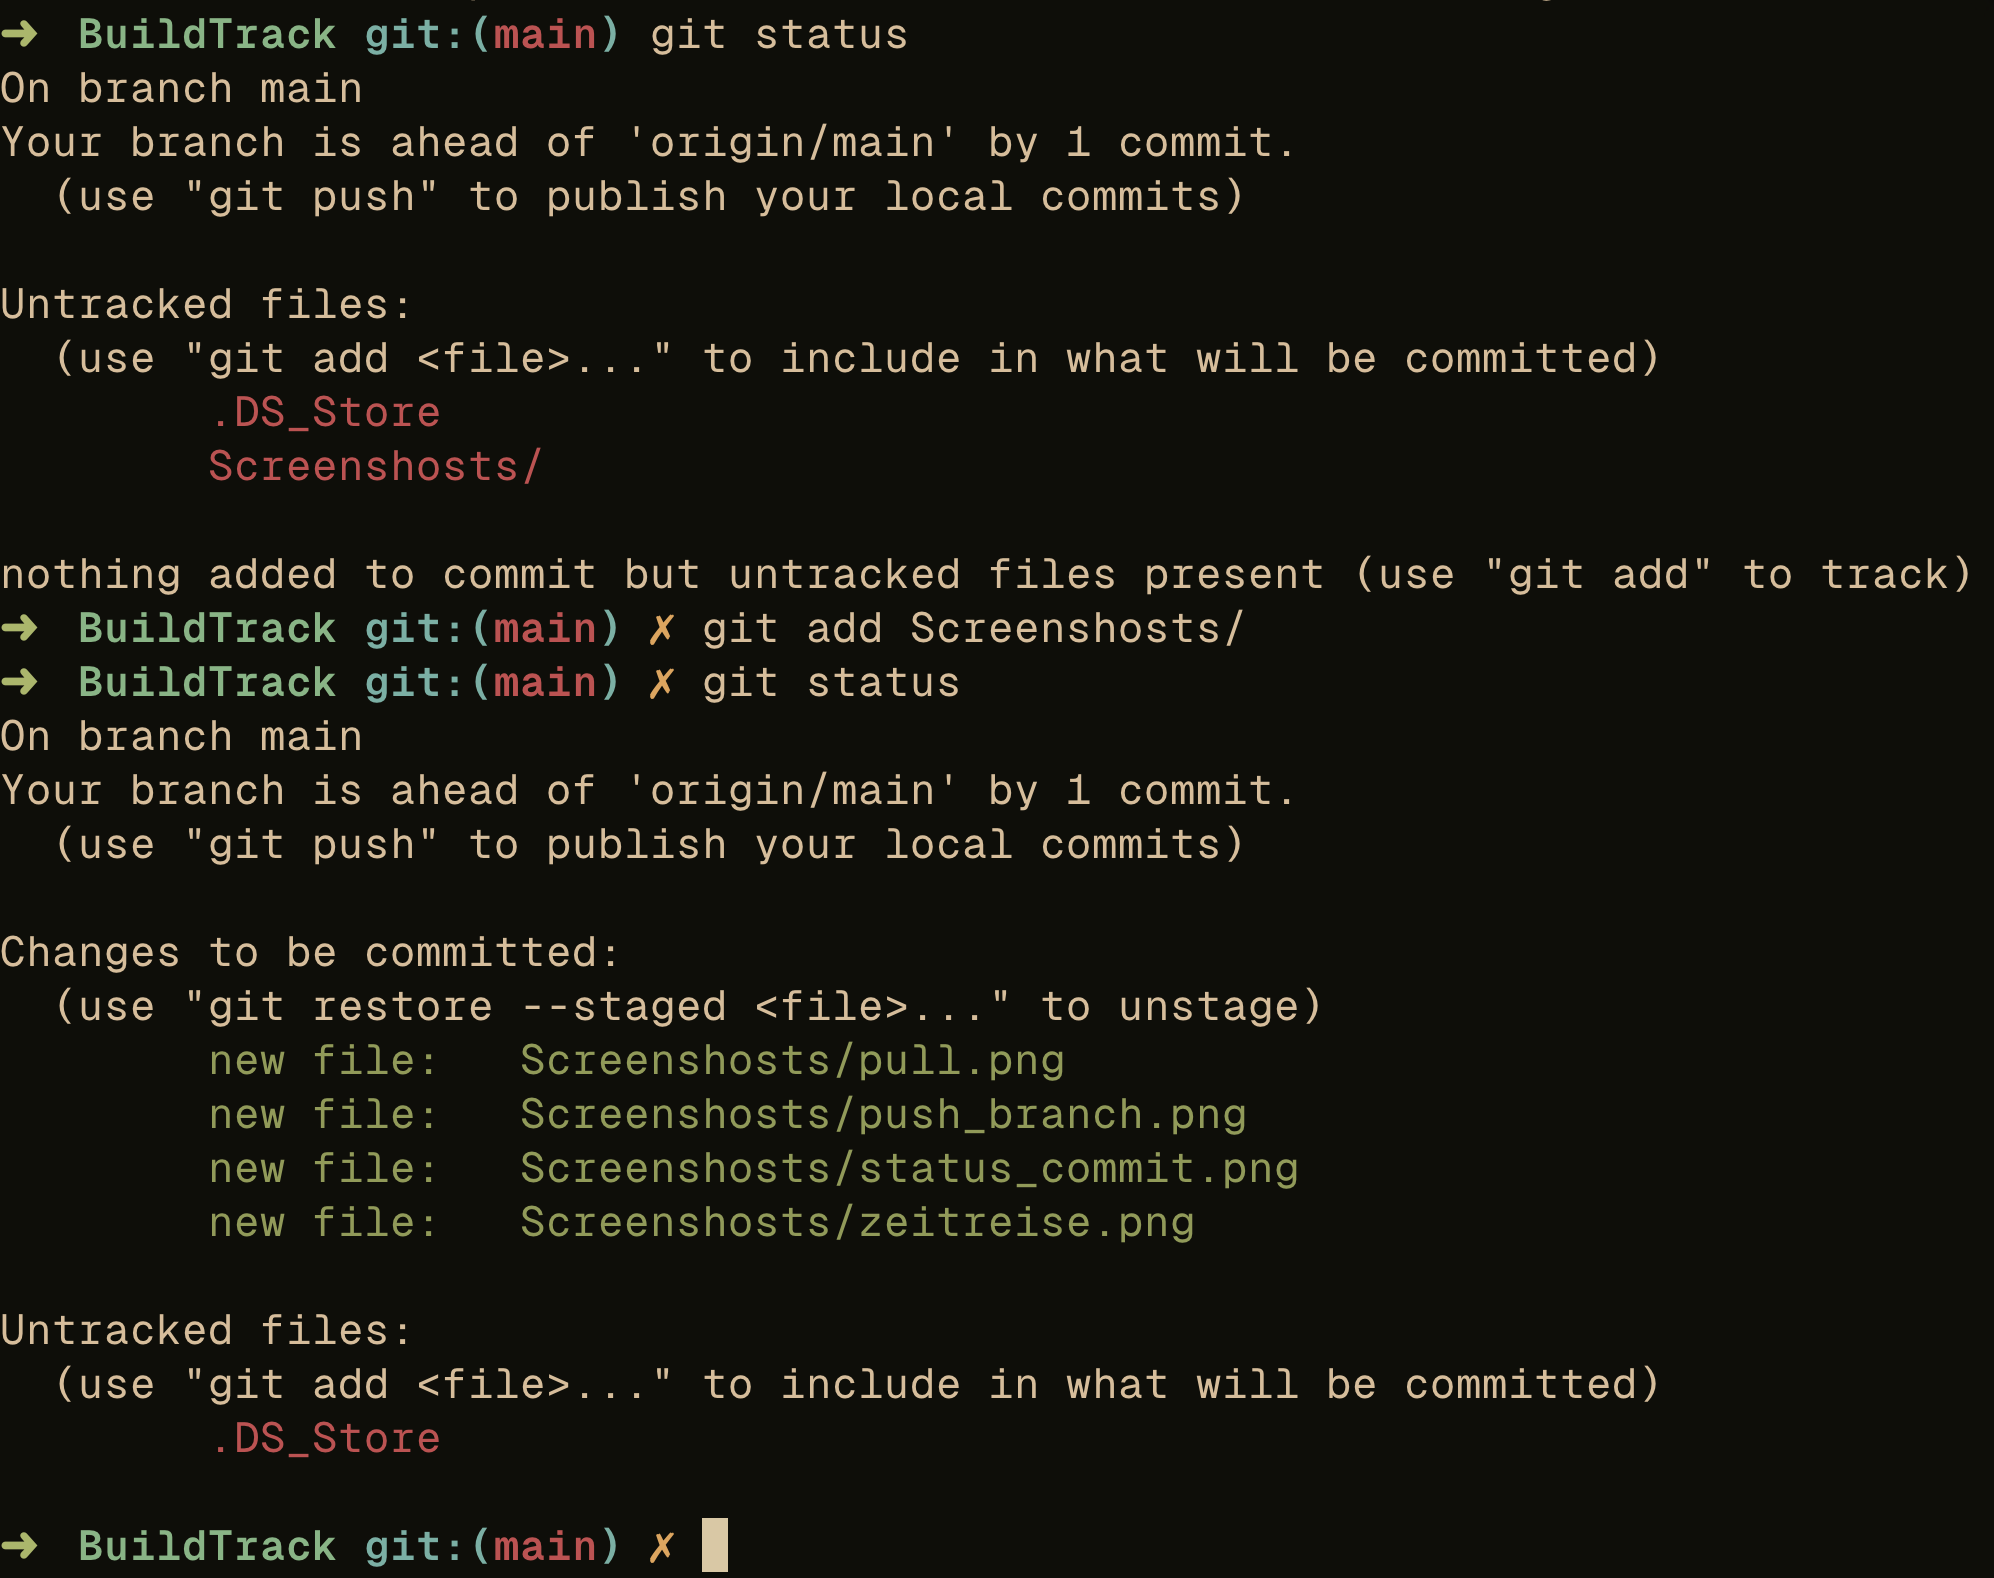 ➜  BuildTrack git:(main) git status
On branch main
Your branch is ahead of 'origin/main' by 1 commit.
  (use "git push" to publish your local commits)

Untracked files:
  (use "git add <file>..." to include in what will be committed)
        .DS_Store
        Screenshosts/

nothing added to commit but untracked files present (use "git add" to track)
➜  BuildTrack git:(main) ✗ git add Screenshosts/
➜  BuildTrack git:(main) ✗ git status
On branch main
Your branch is ahead of 'origin/main' by 1 commit.
  (use "git push" to publish your local commits)

Changes to be committed:
  (use "git restore --staged <file>..." to unstage)
        new file:   Screenshosts/pull.png
        new file:   Screenshosts/push_branch.png
        new file:   Screenshosts/status_commit.png
        new file:   Screenshosts/zeitreise.png

Untracked files:
  (use "git add <file>..." to include in what will be committed)
        .DS_Store

➜  BuildTrack git:(main) ✗